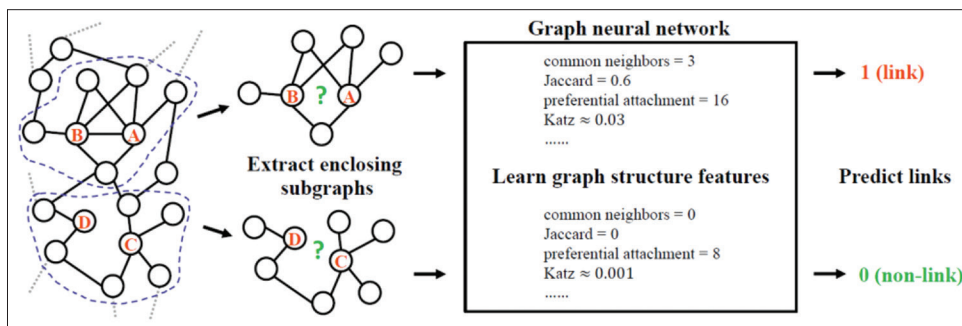 Graph neural network
common neighbors = 3
Jaccard = 0.6
preferential attachment = 16
Katz ≈ 0.03
......
1 (link)
B
A
B
?
A
Extract enclosing
subgraphs
Learn graph structure features
Predict links
D
C
D
?
C
common neighbors = 0
Jaccard = 0
preferential attachment = 8
Katz ≈ 0.001
......
0 (non-link)